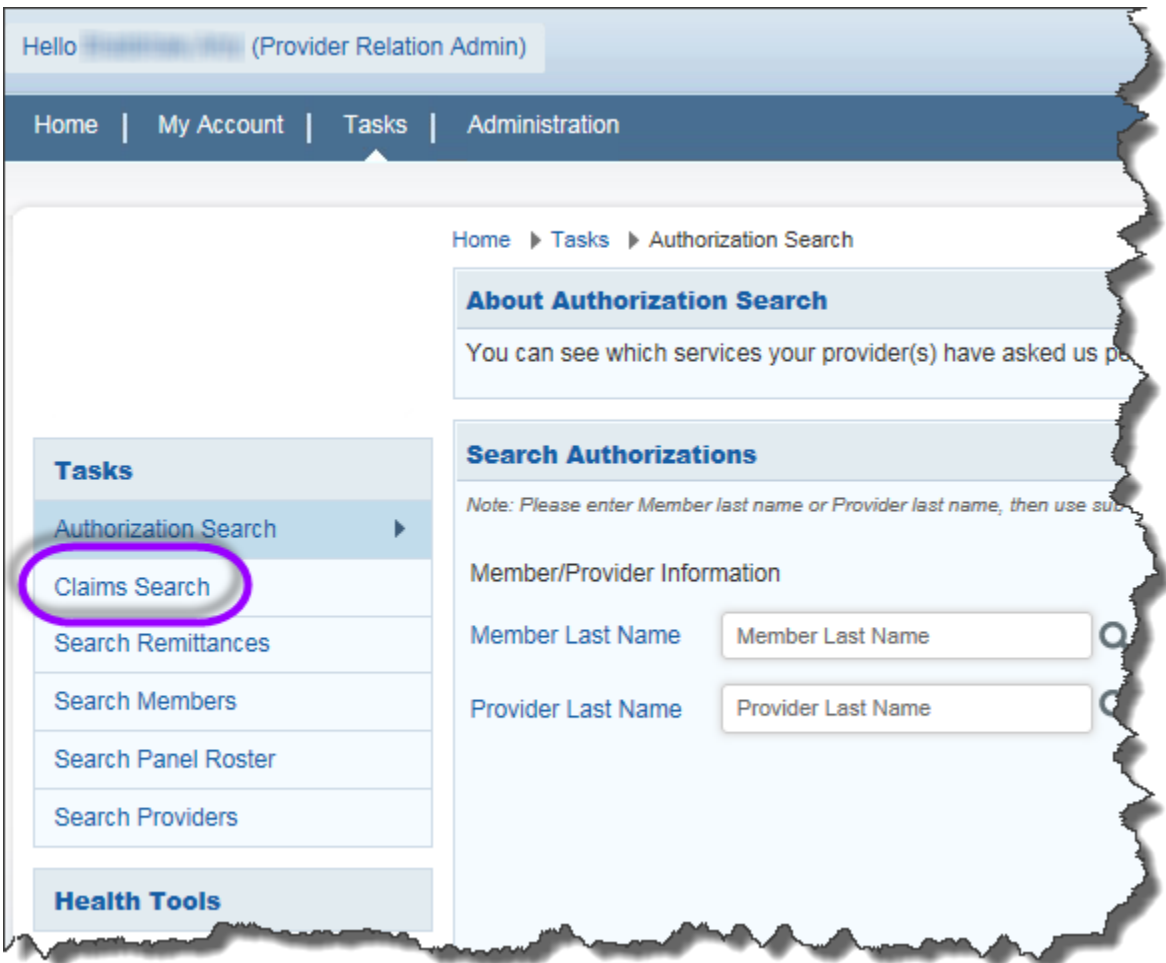 Hello (Provider Relation Admin)
Home | My Account | Tasks | Administration
Home ▶ Tasks ▶ Authorization Search
About Authorization Search
You can see which services your provider(s) have asked us
Tasks
Authorization Search
Claims Search
Search Remittances
Search Members
Search Panel Roster
Search Providers
Health Tools
Search Authorizations
Note: Please enter Member last name or Provider last name, then use
Member/Provider Information
Member Last Name Member Last Name
Provider Last Name Provider Last Name